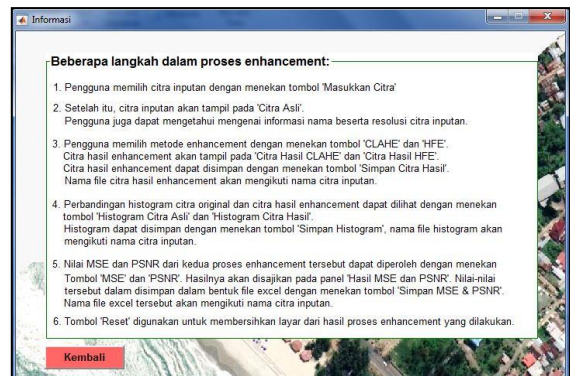 Informasi
Beberapa langkah dalam proses enhancement:
1. Pengguna memilih citra inputan dengan menekan tombol 'Masukkan Citra'
2. Setelah itu, citra inputan akan tampil pada 'Citra Asli'.
Pengguna juga dapat mengetahui mengenai informasi nama beserta resolusi citra inputan.
3. Pengguna memilih metode enhancement dengan menekan tombol 'CLAHE' dan 'HFE'.
Citra hasil enhancement akan tampil pada 'Citra Hasil CLAHE' dan 'Citra Hasil HFE'.
Citra hasil enhancement dapat disimpan dengan menekan tombol 'Simpan Citra Hasil'.
Nama file citra hasil enhancement akan mengikuti nama citra inputan.
4. Perbandingan histogram citra original dan citra hasil enhancement dapat dilihat dengan menekan
tombol 'Histogram Citra Asli' dan 'Histogram Citra Hasil'.
Histogram dapat disimpan dengan menekan tombol 'Simpan Histogram', nama file histogram akan
mengikuti nama citra inputan.
5. Nilai MSE dan PSNR dari kedua proses enhancement tersebut dapat diperoleh dengan menekan
Tombol 'MSE' dan 'PSNR'. Hasilnya akan disajikan pada panel 'Hasil MSE dan PSNR'. Nilai-nilai
tersebut dalam disimpan dalam bentuk file excel dengan menekan tombol 'Simpan MSE & PSNR'.
Nama file excel tersebut akan mengikuti nama citra inputan.
6. Tombol 'Reset' digunakan untuk membersihkan layar dari hasil proses enhancement yang dilakukan.
Kembali